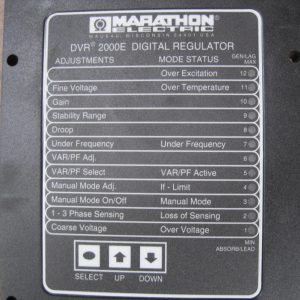 MARATHON
ELECTRIC
WAUSAU, WISCONSIN 54401 USA
DVR® 2000E DIGITAL REGULATOR
ADJUSTMENTS MODE STATUS GEN/LAG MAX
Over Excitation 12
Fine Voltage Over Temperature 11
Gain 10
Stability Range 9
Droop 8
Under Frequency Under Frequency 7
VAR/PF Adj. 6
VAR/PF Select VAR/PF Active 5
Manual Mode Adj. If - Limit 4
Manual Mode On/Off Manual Mode 3
1 - 3 Phase Sensing Loss of Sensing 2
Coarse Voltage Over Voltage 1
MIN
ABSORB/LEAD
SELECT UP DOWN